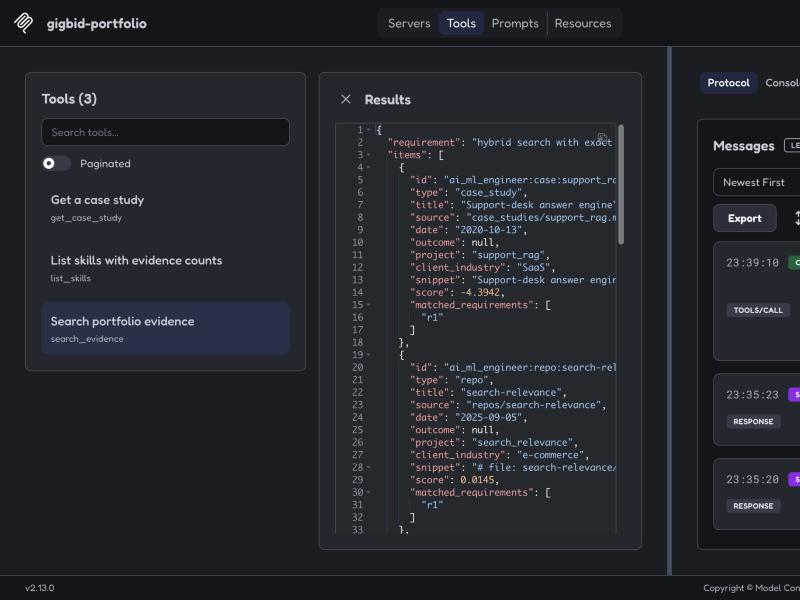 gigbid-portfolio
Servers Tools Prompts Resources
Tools (3)
Search tools...
Paginated
Get a case study
get_case_study
List skills with evidence counts
list_skills
Search portfolio evidence
search_evidence
Results
1 {
2 "requirement": "hybrid search with exact
3 "items": [
4 {
5 "id": "ai_ml_engineer:case:support_ra
6 "type": "case_study",
7 "title": "Support-desk answer engine"
8 "source": "case_studies/support_rag.m
9 "date": "2020-10-13",
10 "outcome": null,
11 "project": "support_rag",
12 "client_industry": "SaaS",
13 "snippet": "Support-desk answer engin
14 "score": -4.3942,
15 "matched_requirements": [
16 "r1"
17 ]
18 },
19 {
20 "id": "ai_ml_engineer:repo:search-rel
21 "type": "repo",
22 "title": "search-relevance",
23 "source": "repos/search-relevance",
24 "date": "2025-09-05",
25 "outcome": null,
26 "project": "search_relevance",
27 "client_industry": "e-commerce",
28 "snippet": "# file: search-relevance/
29 "score": 0.0145,
30 "matched_requirements": [
31 "r1"
32 ]
33 },
Protocol Consol
Messages LE
Newest First
Export
23:39:10 C
TOOLS/CALL
23:35:23 S
RESPONSE
23:35:20 S
RESPONSE
v2.13.0
Copyright © Model Con